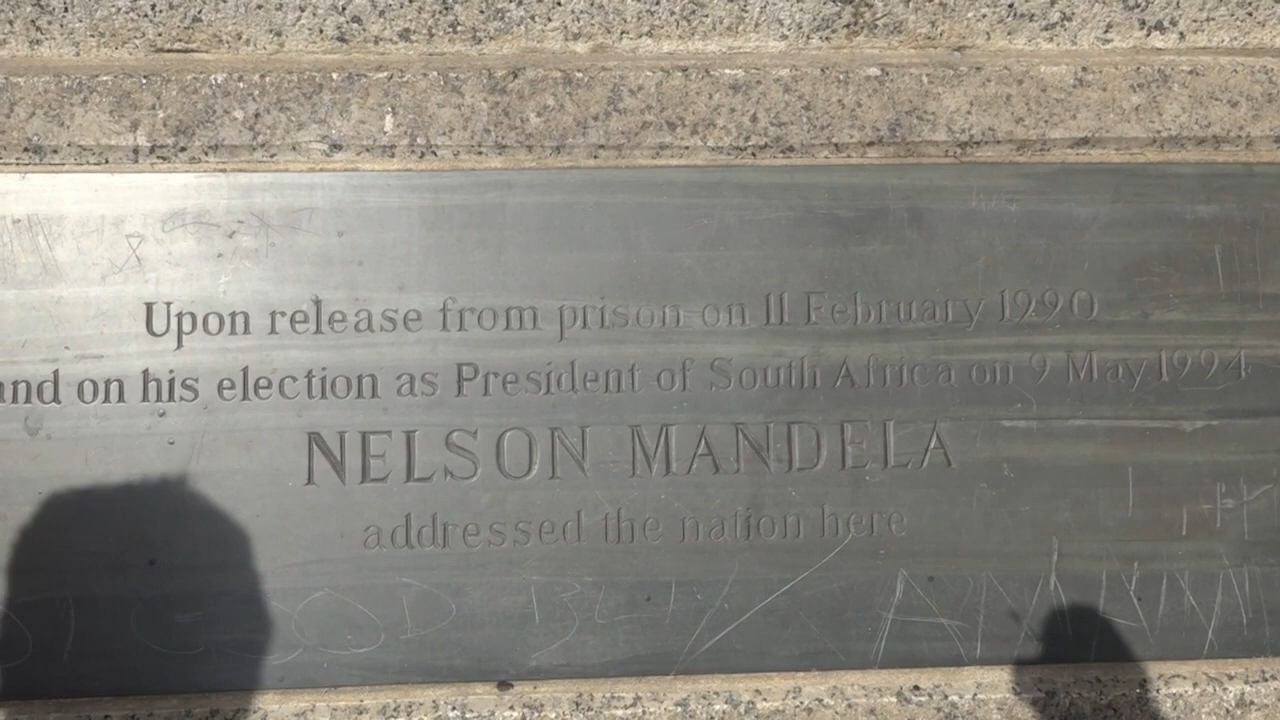 Upon release from prison on 11 February 1990
and on his election as President of South Africa on 9 May 1994
NELSON MANDELA
addressed the nation here